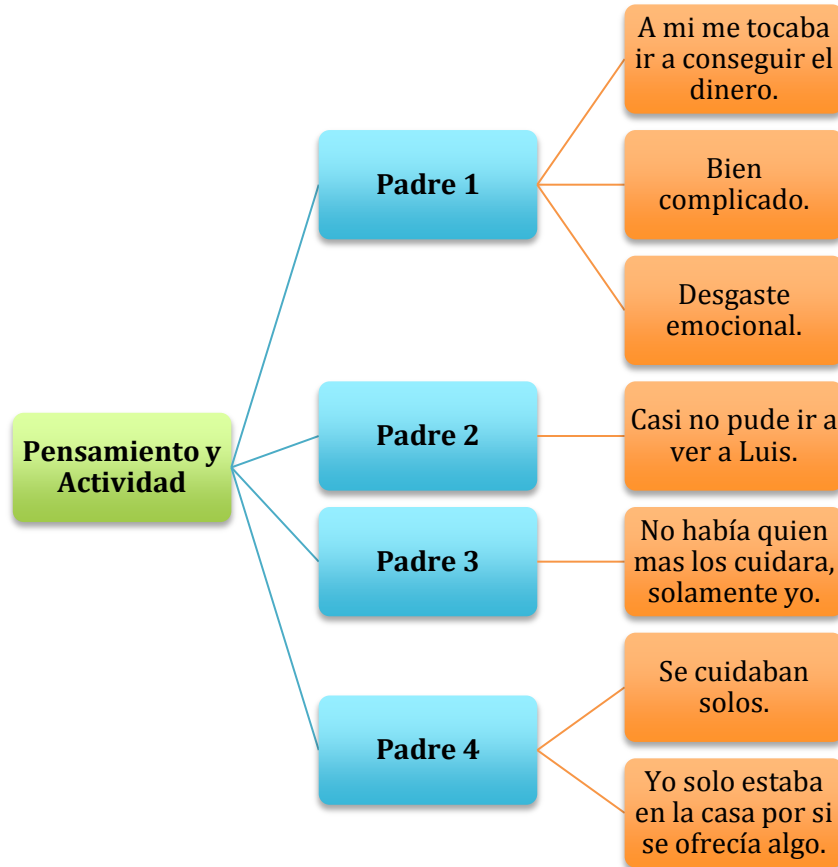 Pensamiento y
Actividad
Padre 1
A mi me tocaba
ir a conseguir el
dinero.
Bien
complicado.
Desgaste
emocional.
Padre 2
Casi no pude ir a
ver a Luis.
Padre 3
No había quien
mas los cuidara,
solamente yo.
Padre 4
Se cuidaban
solos.
Yo solo estaba
en la casa por si
se ofrecía algo.